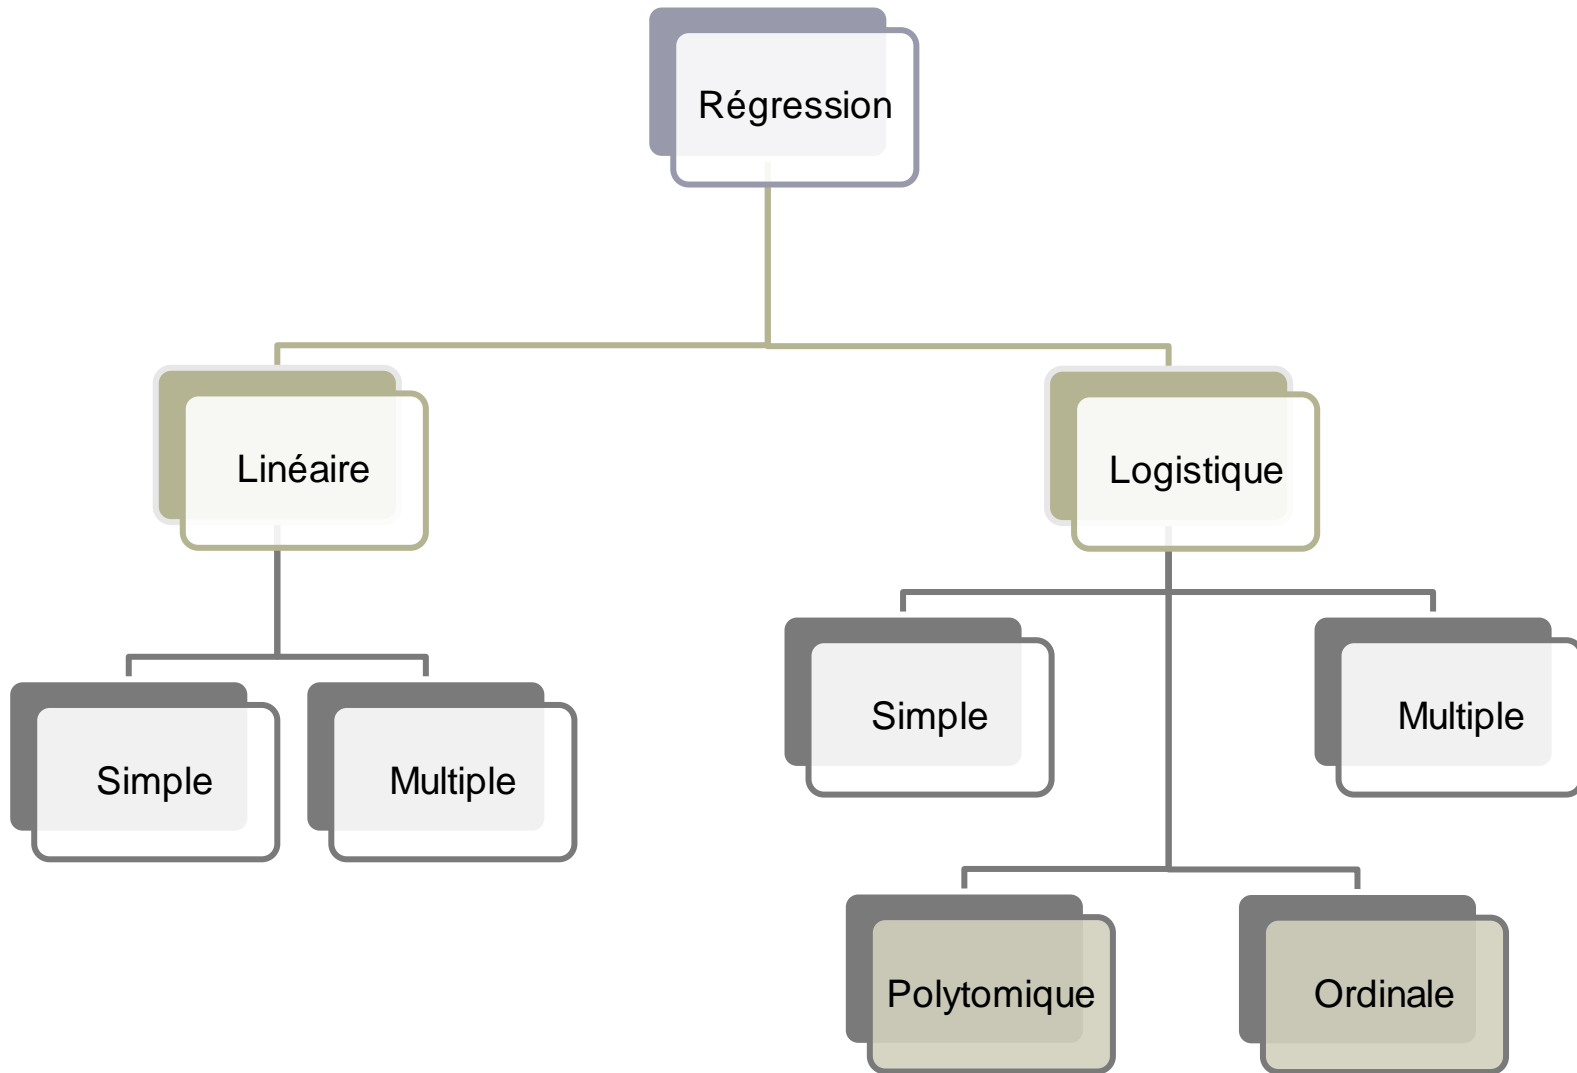 Régression
Linéaire
Logistique
Simple
Multiple
Simple
Multiple
Polytomique
Ordinale